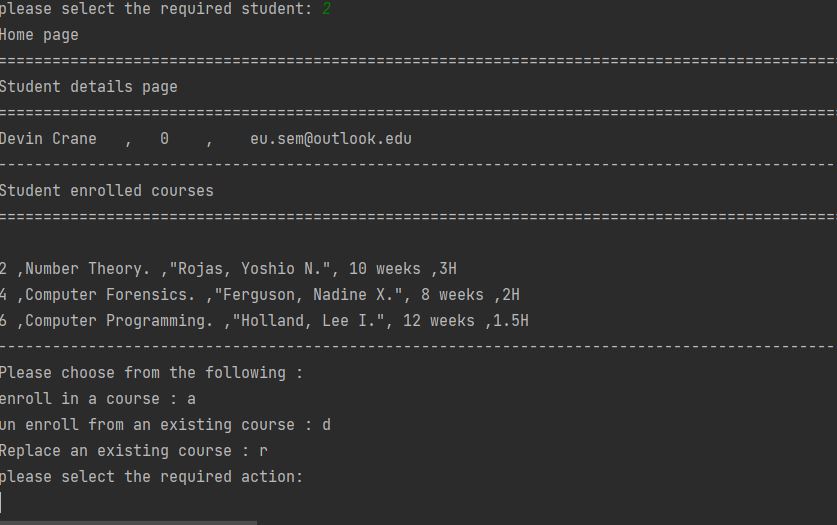 please select the required student: 2
Home page
====================================================================================================
Student details page
====================================================================================================
Devin Crane   ,   0    ,    eu.sem@outlook.edu
----------------------------------------------------------------------------------------------------
Student enrolled courses
====================================================================================================
2 ,Number Theory. ,"Rojas, Yoshio N.", 10 weeks ,3H
4 ,Computer Forensics. ,"Ferguson, Nadine X.", 8 weeks ,2H
6 ,Computer Programming. ,"Holland, Lee I.", 12 weeks ,1.5H
----------------------------------------------------------------------------------------------------
Please choose from the following :
enroll in a course : a
un enroll from an existing course : d
Replace an existing course : r
please select the required action: